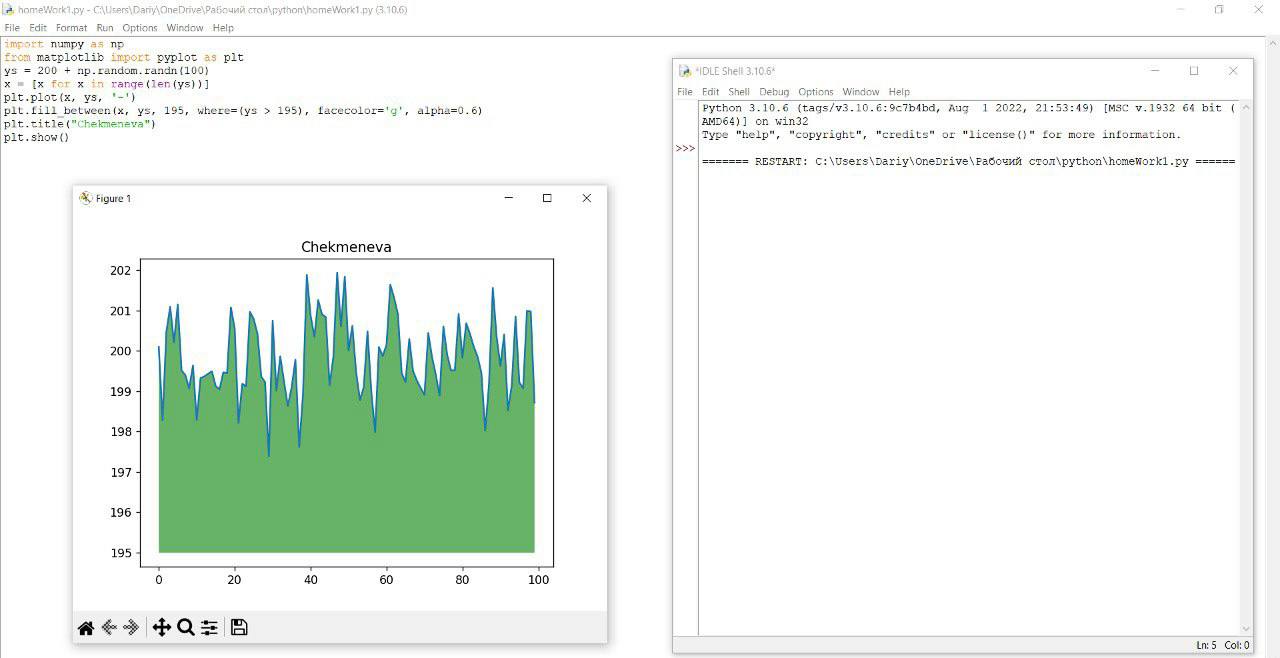 homeWork1.py - C:\Users\Dariy\OneDrive\Рабочий стол\python\homeWork1.py (3.10.6)
File Edit Format Run Options Window Help
import numpy as np
from matplotlib import pyplot as plt
ys = 200 + np.random.randn(100)
x = [x for x in range(len(ys))]
plt.plot(x, ys, '-')
plt.fill_between(x, ys, 195, where=(ys > 195), facecolor='g', alpha=0.6)
plt.title("Chekmeneva")
plt.show()
Figure 1
Chekmeneva
202
201
200
199
198
197
196
195
0 20 40 60 80 100
*IDLE Shell 3.10.6*
File Edit Shell Debug Options Window Help
Python 3.10.6 (tags/v3.10.6:9c7b4bd, Aug 1 2022, 21:53:49) [MSC v.1932 64 bit (
AMD64)] on win32
Type "help", "copyright", "credits" or "license()" for more information.
>>>
======= RESTART: C:\Users\Dariy\OneDrive\Рабочий стол\python\homeWork1.py ======
Ln: 5 Col: 0